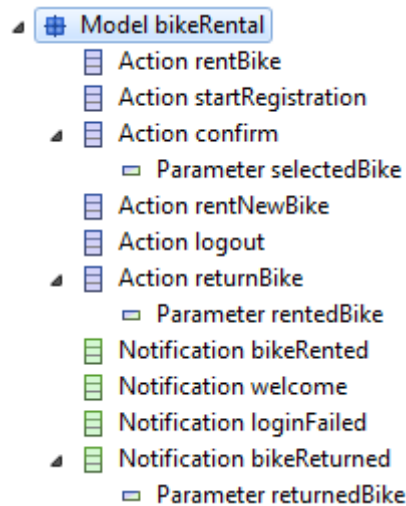 Model bikeRental
Action rentBike
Action startRegistration
Action confirm
Parameter selectedBike
Action rentNewBike
Action logout
Action returnBike
Parameter rentedBike
Notification bikeRented
Notification welcome
Notification loginFailed
Notification bikeReturned
Parameter returnedBike